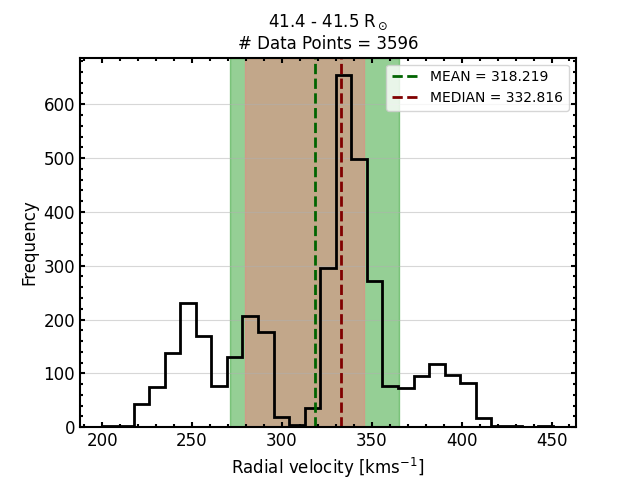 41.4 - 41.5 R⊙
# Data Points = 3596
MEAN = 318.219
MEDIAN = 332.816
Frequency
600
500
400
300
200
100
0
200 250 300 350 400 450
Radial velocity [kms⁻¹]